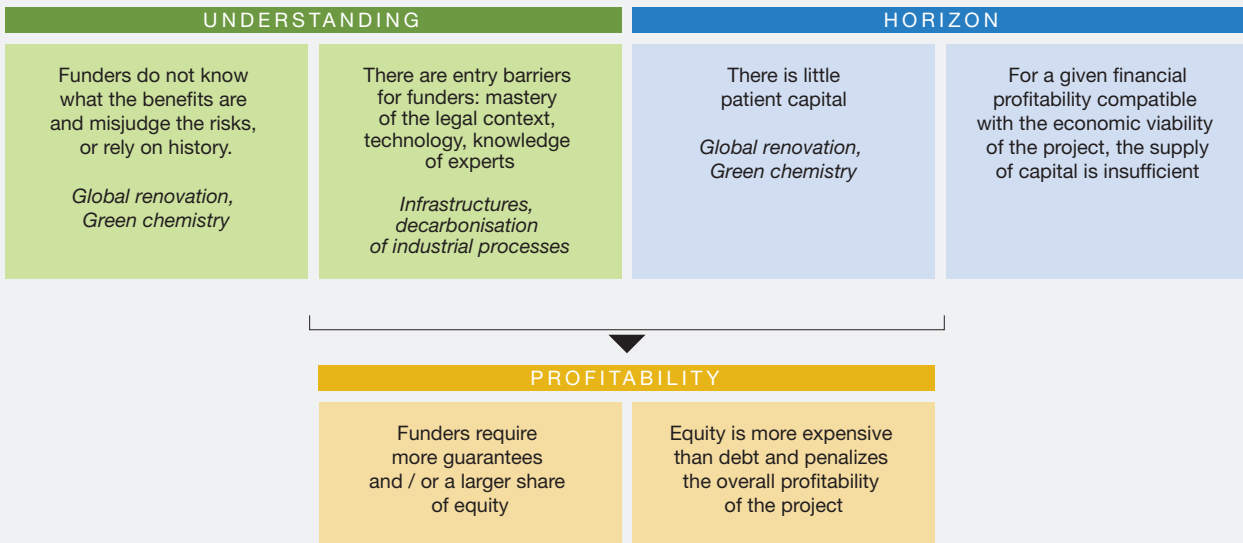 UNDERSTANDING
Funders do not know
what the benefits are
and misjudge the risks,
or rely on history.
Global renovation,
Green chemistry
There are entry barriers
for funders: mastery
of the legal context,
technology, knowledge
of experts
Infrastructures,
decarbonisation
of industrial processes
HORIZON
There is little
patient capital
Global renovation,
Green chemistry
For a given financial
profitability compatible
with the economic viability
of the project, the supply
of capital is insufficient
PROFITABILITY
Funders require
more guarantees
and / or a larger share
of equity
Equity is more expensive
than debt and penalizes
the overall profitability
of the project